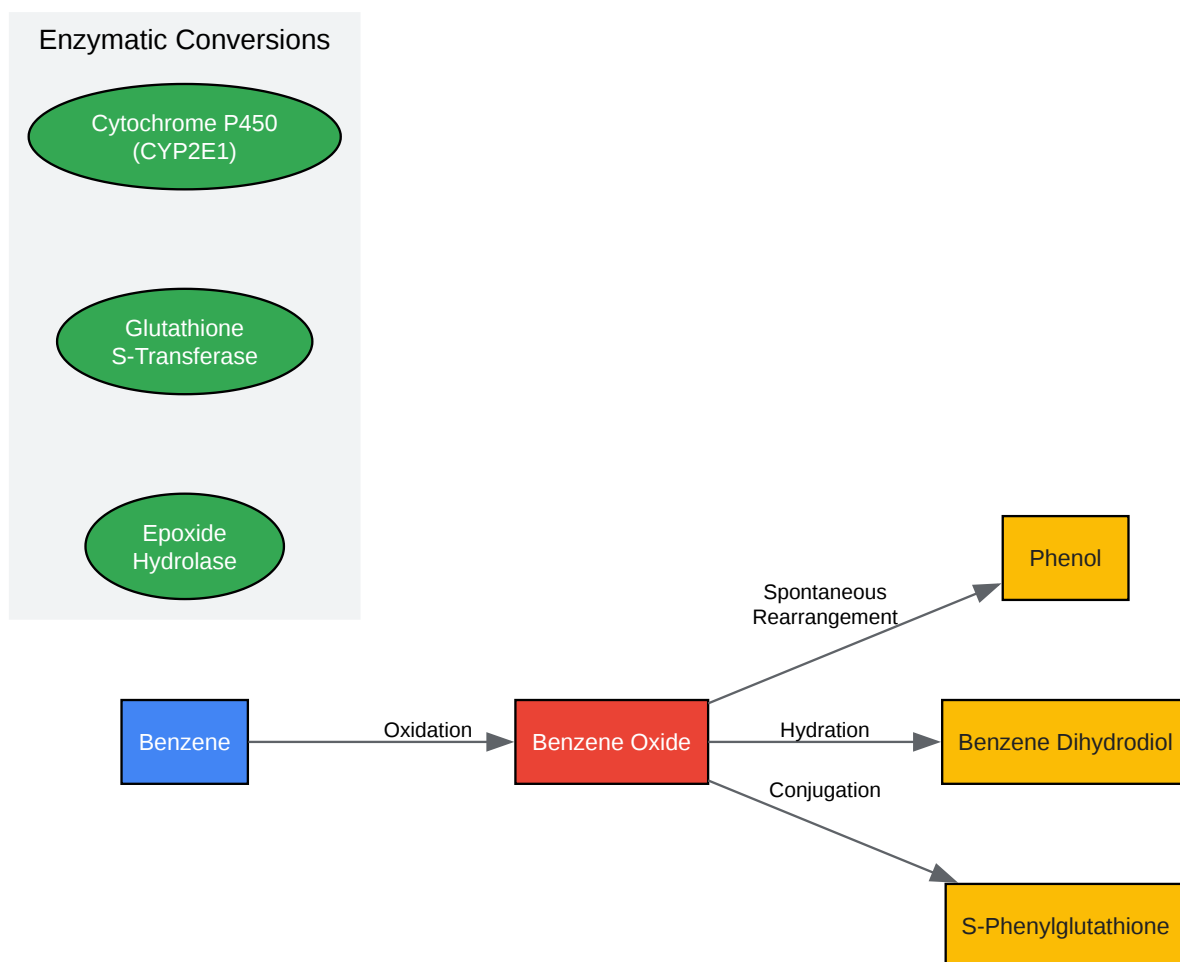 Enzymatic Conversions
Cytochrome P450
(CYP2E1)
Glutathione
S-Transferase
Epoxide
Hydrolase
Phenol
Spontaneous
Rearrangement
Benzene
Oxidation
Benzene Oxide
Hydration
Benzene Dihydrodiol
Conjugation
S-Phenylglutathione